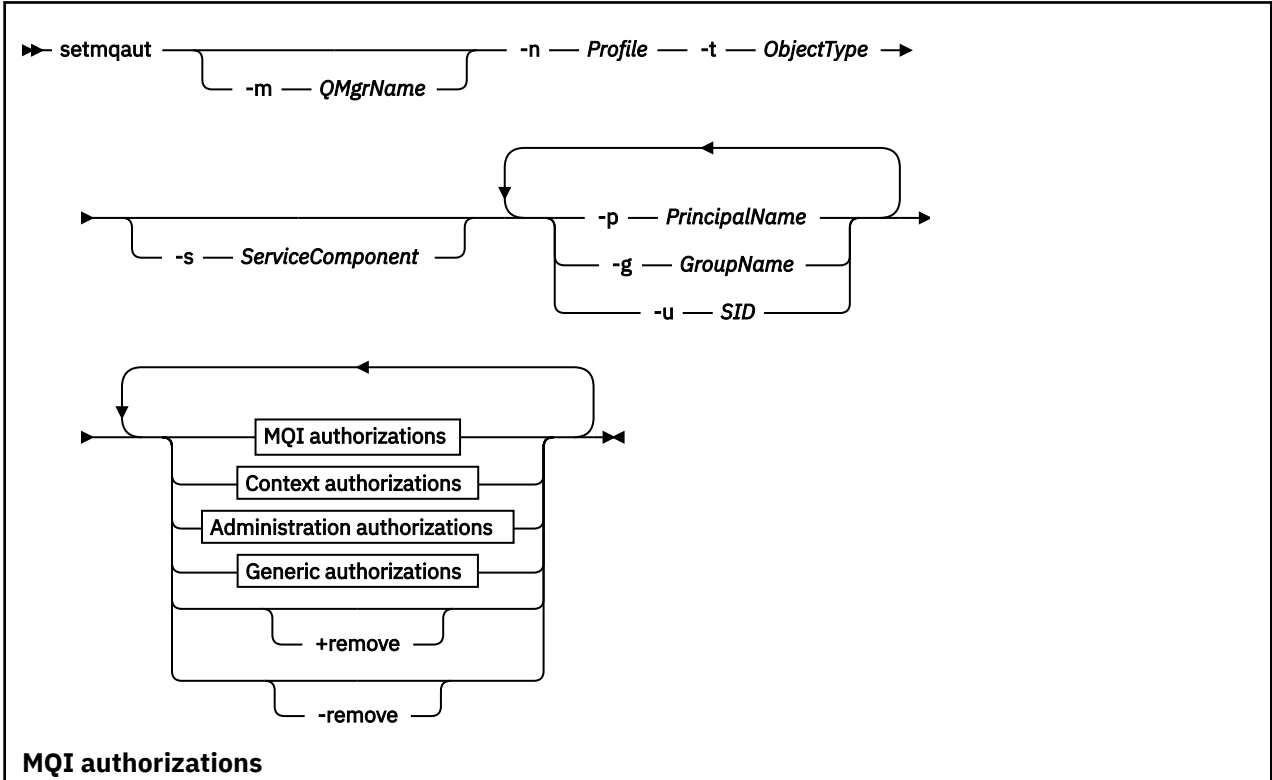 setmqaut -n Profile -t ObjectType
-m QMgrName
-p PrincipalName
-s ServiceComponent
-g GroupName
-u SID
MQI authorizations
Context authorizations
Administration authorizations
Generic authorizations
+remove
-remove
MQI authorizations